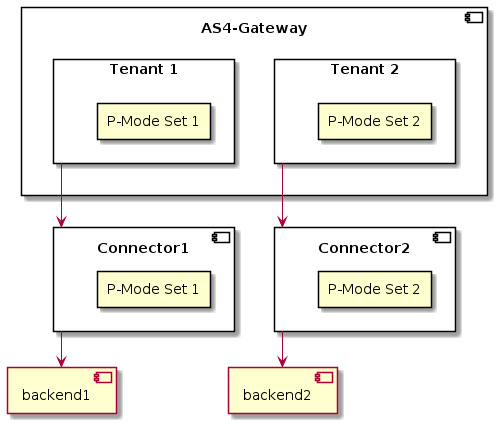 AS4-Gateway
Tenant 1
Tenant 2
P-Mode Set 1
P-Mode Set 2
Connector1
Connector2
P-Mode Set 1
P-Mode Set 2
backend1
backend2